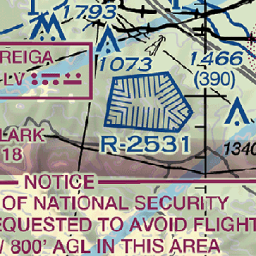 1793
REIGA
LV
1073
1466
(390)
R-2531
LARK
18
NOTICE
OF NATIONAL SECURITY
EQUESTED TO AVOID FLIGHT
/ 800' AGL IN THIS AREA